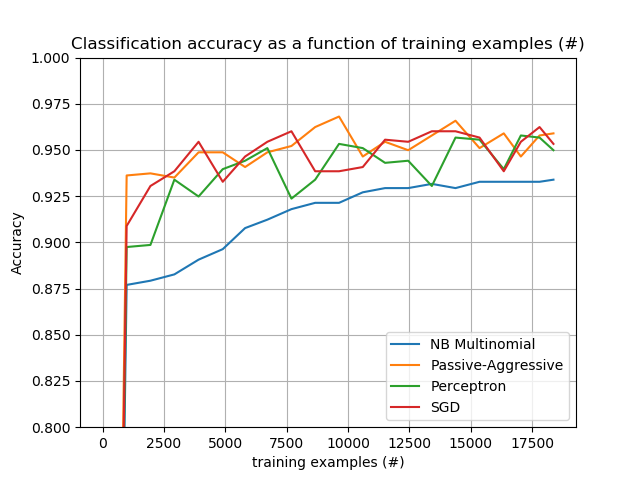 Classification accuracy as a function of training examples (#)
1.000
0.975
0.950
0.925
0.900
0.875
0.850
0.825
0.800
Accuracy
NB Multinomial
Passive-Aggressive
Perceptron
SGD
0 2500 5000 7500 10000 12500 15000 17500
training examples (#)